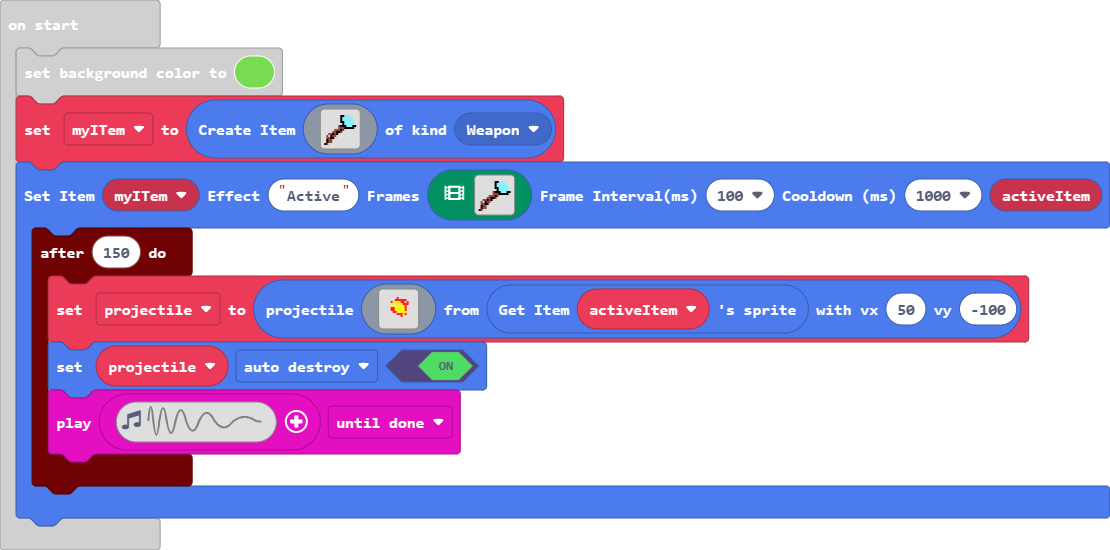 on start
set background color to
set myITem to Create Item of kind Weapon
Set Item myITem Effect "Active" Frames Frame Interval(ms) 100 Cooldown (ms) 1000 activeItem
after 150 do
set projectile to projectile from Get Item activeItem 's sprite with vx 50 vy -100
set projectile auto destroy ON
play until done